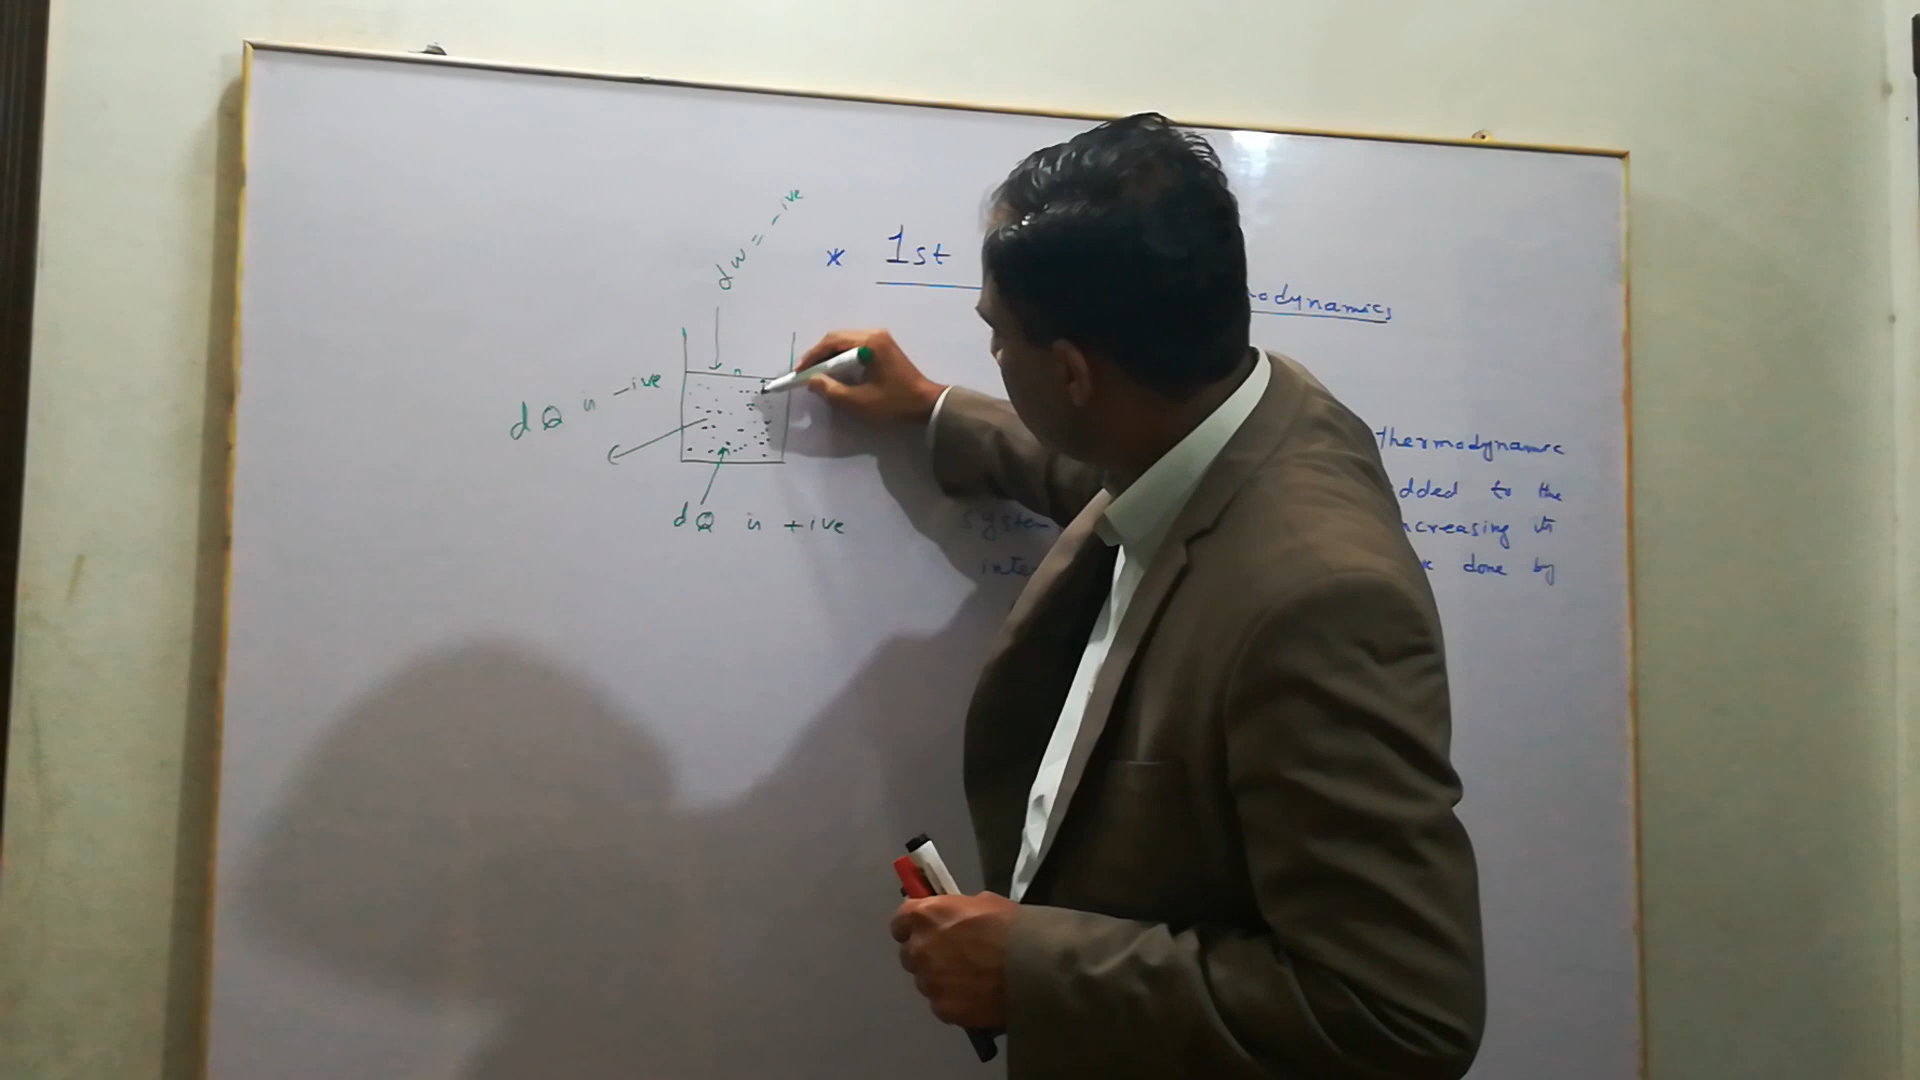 * 1st
odynamics
dw = -ive
dQ is -ive
dQ is +ive
thermodynamic
dded to the
system ncreasing its
inte done by